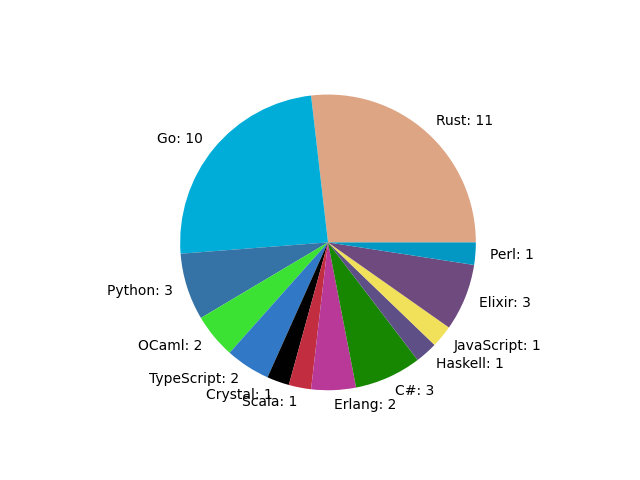 Rust: 11
Go: 10
Python: 3
OCaml: 2
TypeScript: 2
Crystal: 1
Scala: 1
Erlang: 2
C#: 3
Haskell: 1
JavaScript: 1
Elixir: 3
Perl: 1